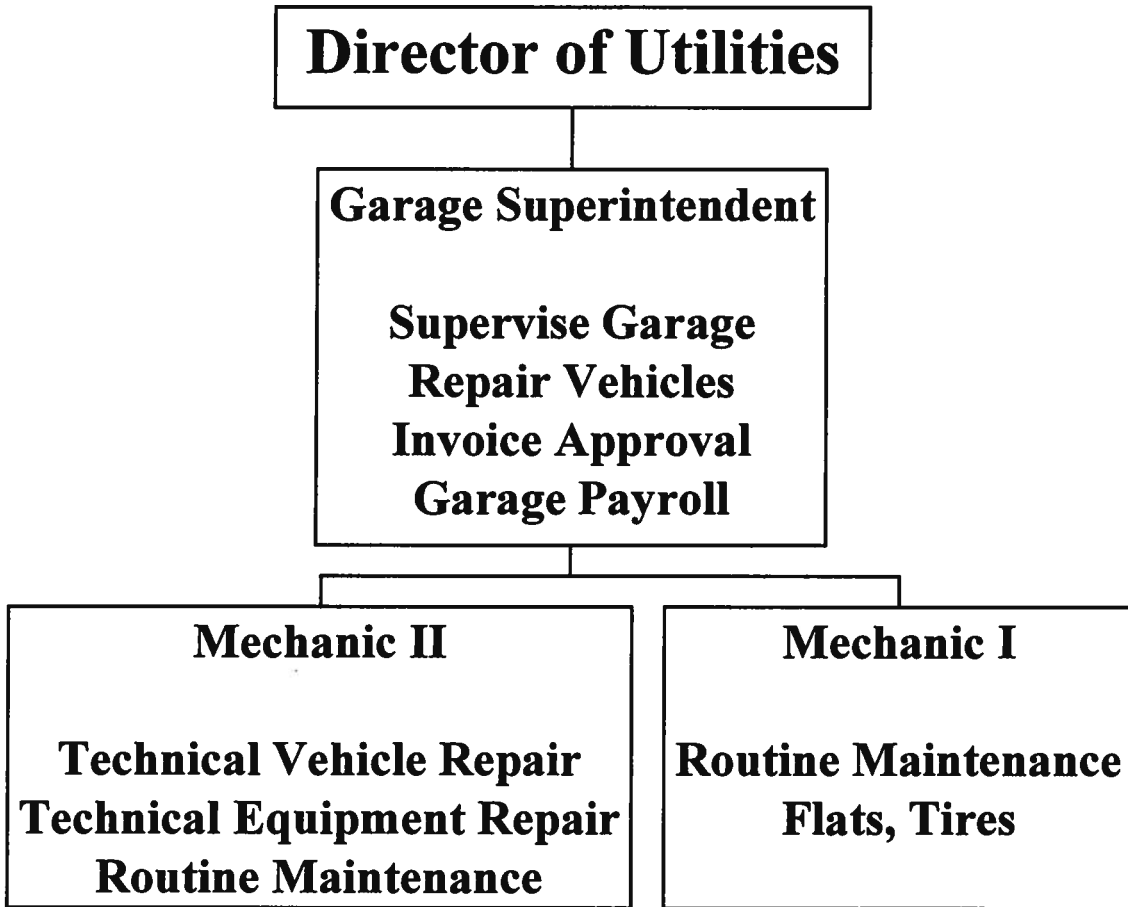 Director of Utilities
Garage Superintendent
Supervise Garage
Repair Vehicles
Invoice Approval
Garage Payroll
Mechanic II
Technical Vehicle Repair
Technical Equipment Repair
Routine Maintenance
Mechanic I
Routine Maintenance
Flats, Tires